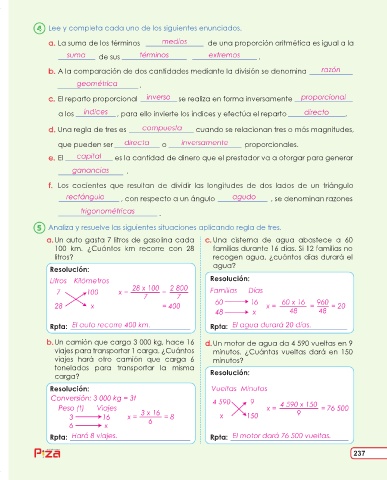 4 Lee y completa cada uno de los siguientes enunciados.
a. La suma de los términos medios de una proporción aritmética es igual a la
suma de sus términos extremos.
b. A la comparación de dos cantidades mediante la división se denomina razón
geométrica.
c. El reparto proporcional inverso se realiza en forma inversamente proporcional
a los índices, para ello invierte los índices y efectúa el reparto directo.
d. Una regla de tres es compuesta cuando se relacionan tres o más magnitudes,
que pueden ser directa o inversamente proporcionales.
e. El capital es la cantidad de dinero que el prestador va a otorgar para generar
ganancias.
f. Los cocientes que resultan de dividir las longitudes de dos lados de un triángulo
rectángulo, con respecto a un ángulo agudo, se denominan razones
trigonométricas.
5 Analiza y resuelve las siguientes situaciones aplicando regla de tres.
a. Un auto gasta 7 litros de gasolina cada
100 km. ¿Cuántos km recorre con 28
litros?
Resolución:
Litros Kilómetros
7 100 x = 28 x 100 / 7 = 2 800 / 7
28 x = 400
Rpta: El auto recorre 400 km.
b. Un camión que carga 3 000 kg, hace 16
viajes para transportar 1 carga. ¿Cuántos
viajes hará otro camión que carga 6
toneladas para transportar la misma
carga?
Resolución:
Conversión: 3 000 kg = 3t
Peso (t) Viajes
3 16 x = 3 x 16 / 6 = 8
6 x
Rpta: Hará 8 viajes.
c. Una cisterna de agua abastece a 60
familias durante 16 días. Si 12 familias no
recogen agua, ¿cuántos días durará el
agua?
Resolución:
Familias Días
60 16 x = 60 x 16 / 48 = 960 / 48 = 20
48 x
Rpta: El agua durará 20 días.
d. Un motor de agua da 4 590 vueltas en 9
minutos. ¿Cuántas vueltas dará en 150
minutos?
Resolución:
Vueltas Minutos
4 590 9 x = 4 590 x 150 / 9 = 76 500
x 150
Rpta: El motor dará 76 500 vueltas.
237